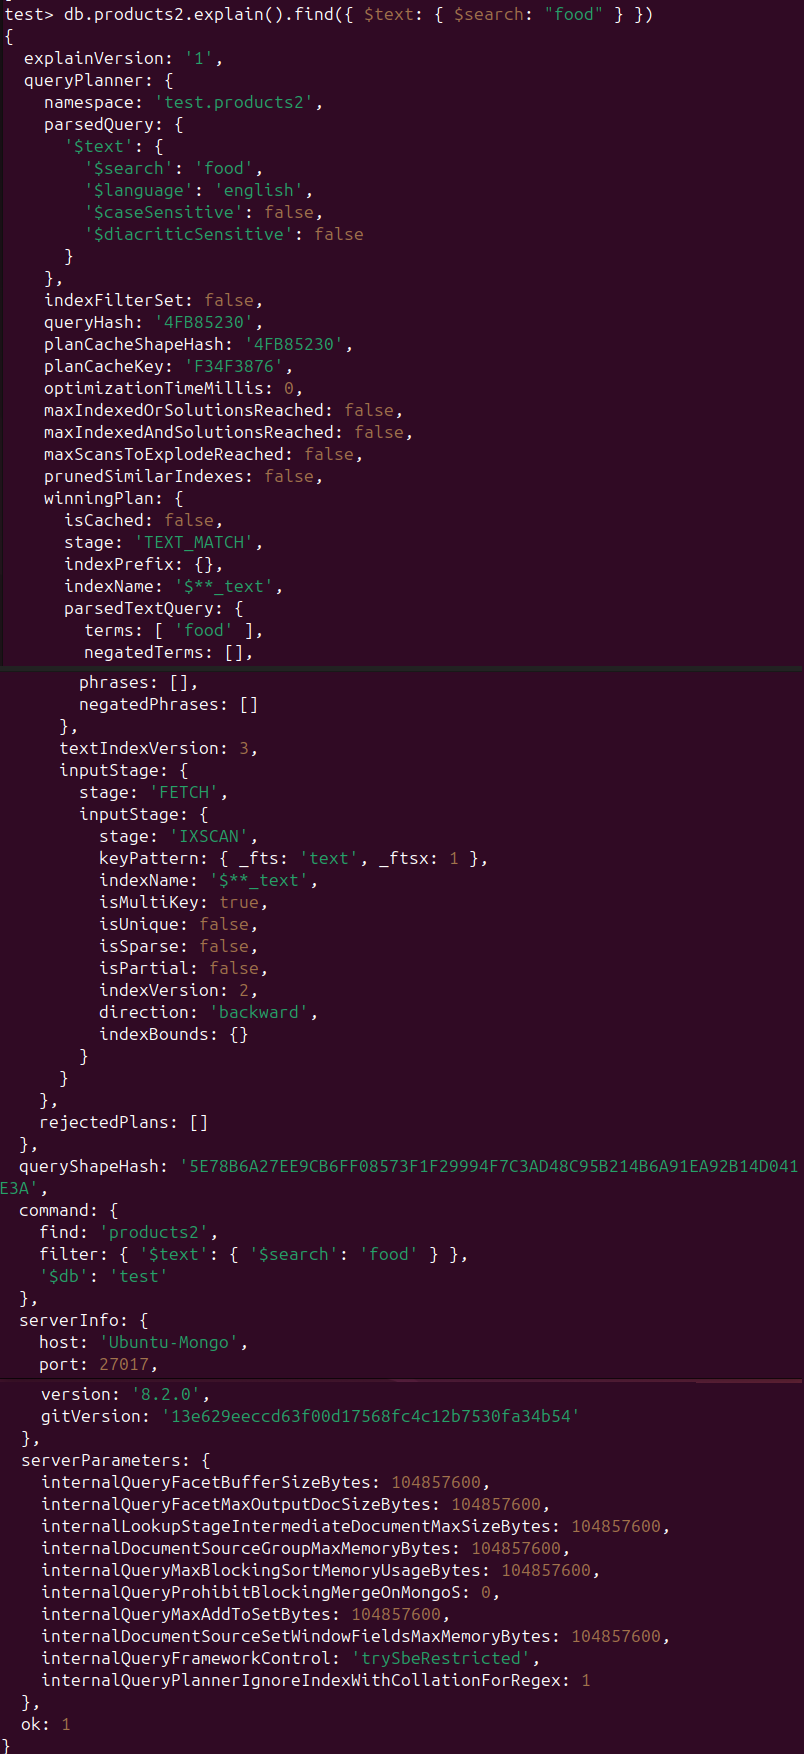 test> db.products2.explain().find({ $text: { $search: "food" } })
{
  explainVersion: '1',
  queryPlanner: {
    namespace: 'test.products2',
    parsedQuery: {
      '$text': {
        '$search': 'food',
        '$language': 'english',
        '$caseSensitive': false,
        '$diacriticSensitive': false
      }
    },
    indexFilterSet: false,
    queryHash: '4FB85230',
    planCacheShapeHash: '4FB85230',
    planCacheKey: 'F34F3876',
    optimizationTimeMillis: 0,
    maxIndexedOrSolutionsReached: false,
    maxIndexedAndSolutionsReached: false,
    maxScansToExplodeReached: false,
    prunedSimilarIndexes: false,
    winningPlan: {
      isCached: false,
      stage: 'TEXT_MATCH',
      indexPrefix: {},
      indexName: '$**_text',
      parsedTextQuery: {
        terms: [ 'food' ],
        negatedTerms: [],
        phrases: [],
        negatedPhrases: []
      },
      textIndexVersion: 3,
      inputStage: {
        stage: 'FETCH',
        inputStage: {
          stage: 'IXSCAN',
          keyPattern: { _fts: 'text', _ftsx: 1 },
          indexName: '$**_text',
          isMultiKey: true,
          isUnique: false,
          isSparse: false,
          isPartial: false,
          indexVersion: 2,
          direction: 'backward',
          indexBounds: {}
        }
      }
    },
    rejectedPlans: []
  },
  queryShapeHash: '5E78B6A27EE9CB6FF08573F1F29994F7C3AD48C95B214B6A91EA92B14D041
E3A',
  command: {
    find: 'products2',
    filter: { '$text': { '$search': 'food' } },
    '$db': 'test'
  },
  serverInfo: {
    host: 'Ubuntu-Mongo',
    port: 27017,
    version: '8.2.0',
    gitVersion: '13e629eeccd63f00d17568fc4c12b7530fa34b54'
  },
  serverParameters: {
    internalQueryFacetBufferSizeBytes: 104857600,
    internalQueryFacetMaxOutputDocSizeBytes: 104857600,
    internalLookupStageIntermediateDocumentMaxSizeBytes: 104857600,
    internalDocumentSourceGroupMaxMemoryBytes: 104857600,
    internalQueryMaxBlockingSortMemoryUsageBytes: 104857600,
    internalQueryProhibitBlockingMergeOnMongoS: 0,
    internalQueryMaxAddToSetBytes: 104857600,
    internalDocumentSourceSetWindowFieldsMaxMemoryBytes: 104857600,
    internalQueryFrameworkControl: 'trySbeRestricted',
    internalQueryPlannerIgnoreIndexWithCollationForRegex: 1
  },
  ok: 1
}